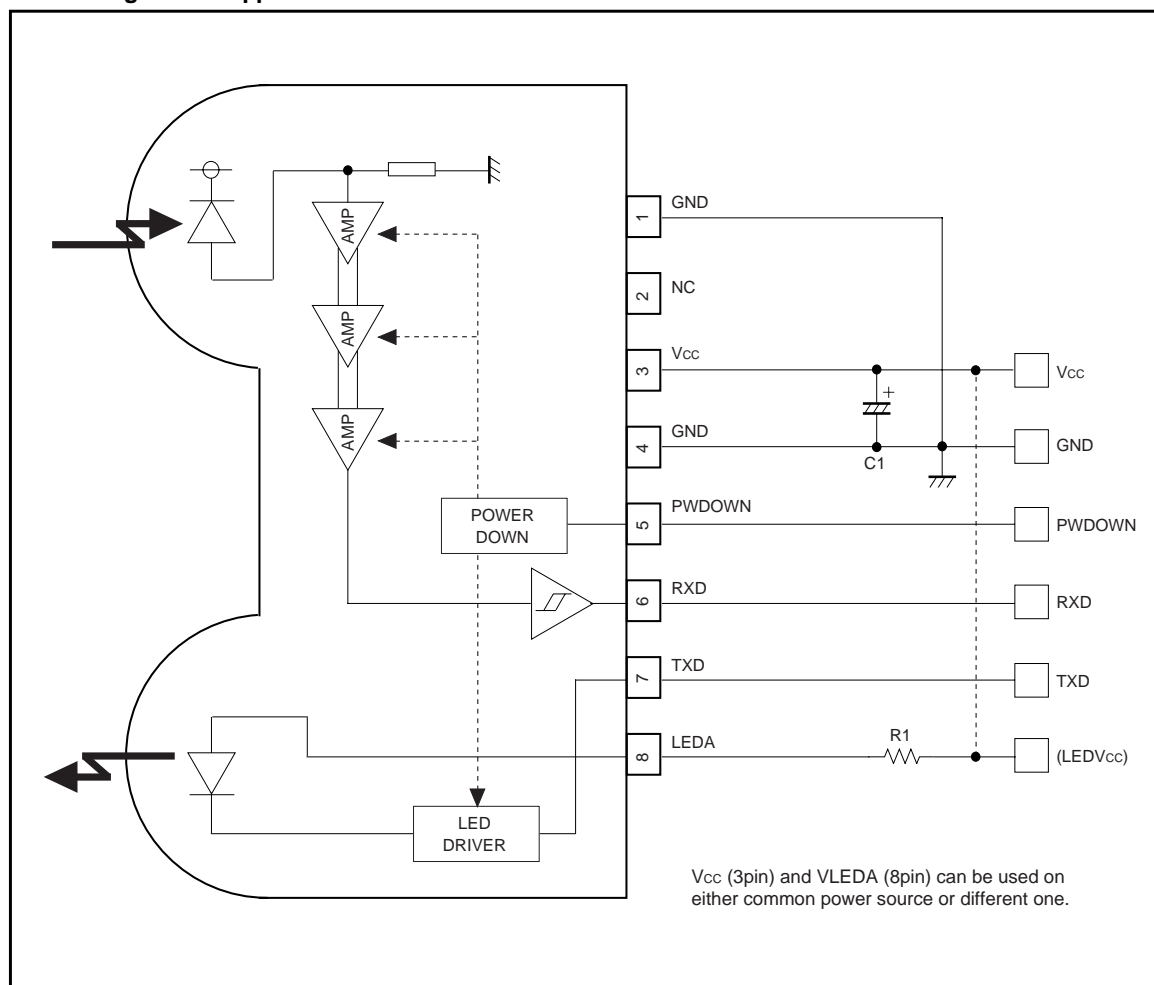 AMP
AMP
AMP
POWER
DOWN
LED
DRIVER
1
GND
2
NC
3
Vcc
4
GND
5
PWDOWN
6
RXD
7
TXD
8
LEDA
+
C1
R1
Vcc
GND
PWDOWN
RXD
TXD
(LEDVcc)
Vcc (3pin) and VLEDA (8pin) can be used on
either common power source or different one.